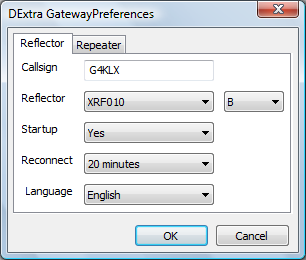 DExtra GatewayPreferences
Reflector Repeater
Callsign G4KLX
Reflector XRF010 B
Startup Yes
Reconnect 20 minutes
Language English
OK Cancel